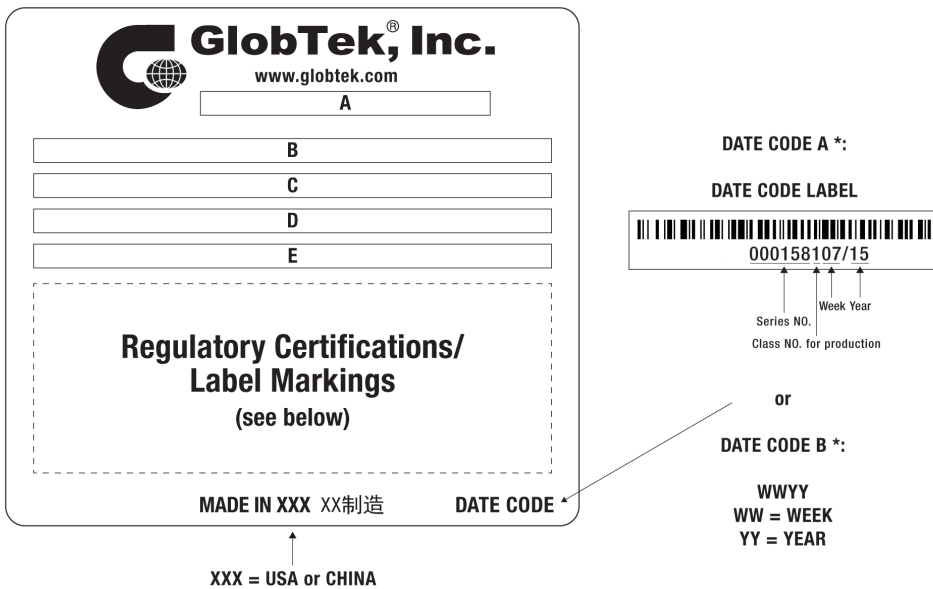 GlobTek,® Inc.
www.globtek.com
A
B
C
D
E
Regulatory Certifications/
Label Markings
(see below)
MADE IN XXX XX制造
DATE CODE
XXX = USA or CHINA
DATE CODE A *:
DATE CODE LABEL
000158107/15
Week Year
Series NO.
Class NO. for production
or
DATE CODE B *:
WWYY
WW = WEEK
YY = YEAR